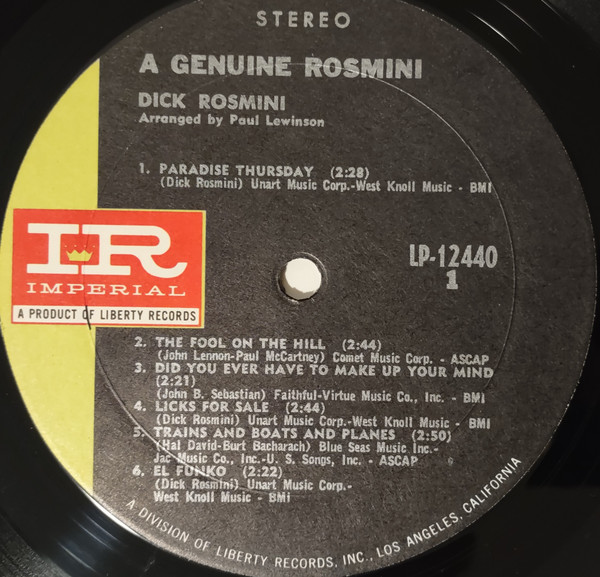 STEREO
A GENUINE ROSMINI
DICK ROSMINI
Arranged by Paul Lewinson
1. PARADISE THURSDAY (2:28)
(Dick Rosmini) Unart Music Corp.-West Knoll Music - BMI
IR
IMPERIAL
A PRODUCT OF LIBERTY RECORDS
LP-12440
1
2. THE FOOL ON THE HILL (2:44)
(John Lennon-Paul McCartney) Comet Music Corp. - ASCAP
3. DID YOU EVER HAVE TO MAKE UP YOUR MIND
(2:21)
(John B. Sebastian) Faithful-Virtue Music Co., Inc. - BMI
4. LICKS FOR SALE (2:44)
(Dick Rosmini) Unart Music Corp.-West Knoll Music - BMI
5. TRAINS AND BOATS AND PLANES (2:50)
(Hal David-Burt Bacharach) Blue Seas Music Inc.-
Jac Music Co., Inc.-U. S. Songs, Inc. - ASCAP
6. EL FUNKO (2:22)
(Dick Rosmini) Unart Music Corp.-
West Knoll Music - BMI
A DIVISION OF LIBERTY RECORDS, INC., LOS ANGELES, CALIFORNIA